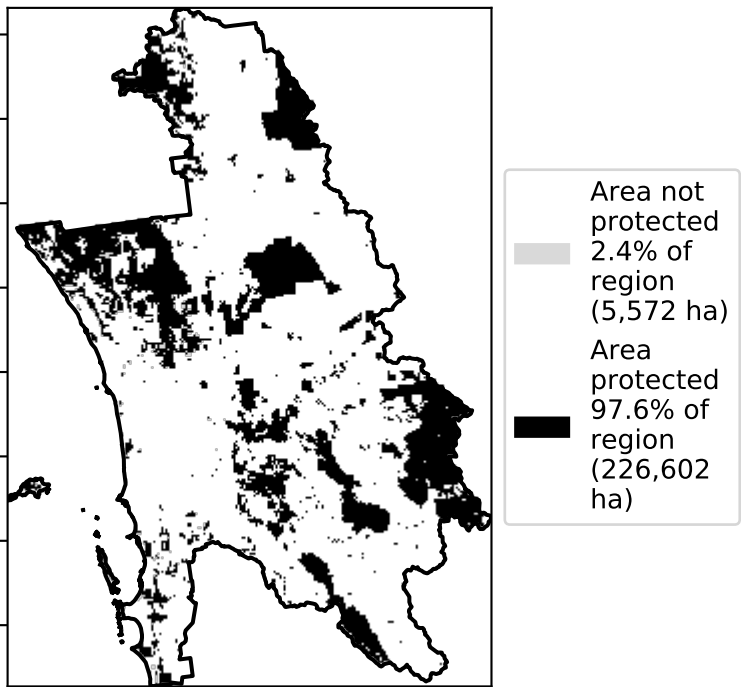 Area not
protected
2.4% of
region
(5,572 ha)
Area
protected
97.6% of
region
(226,602
ha)